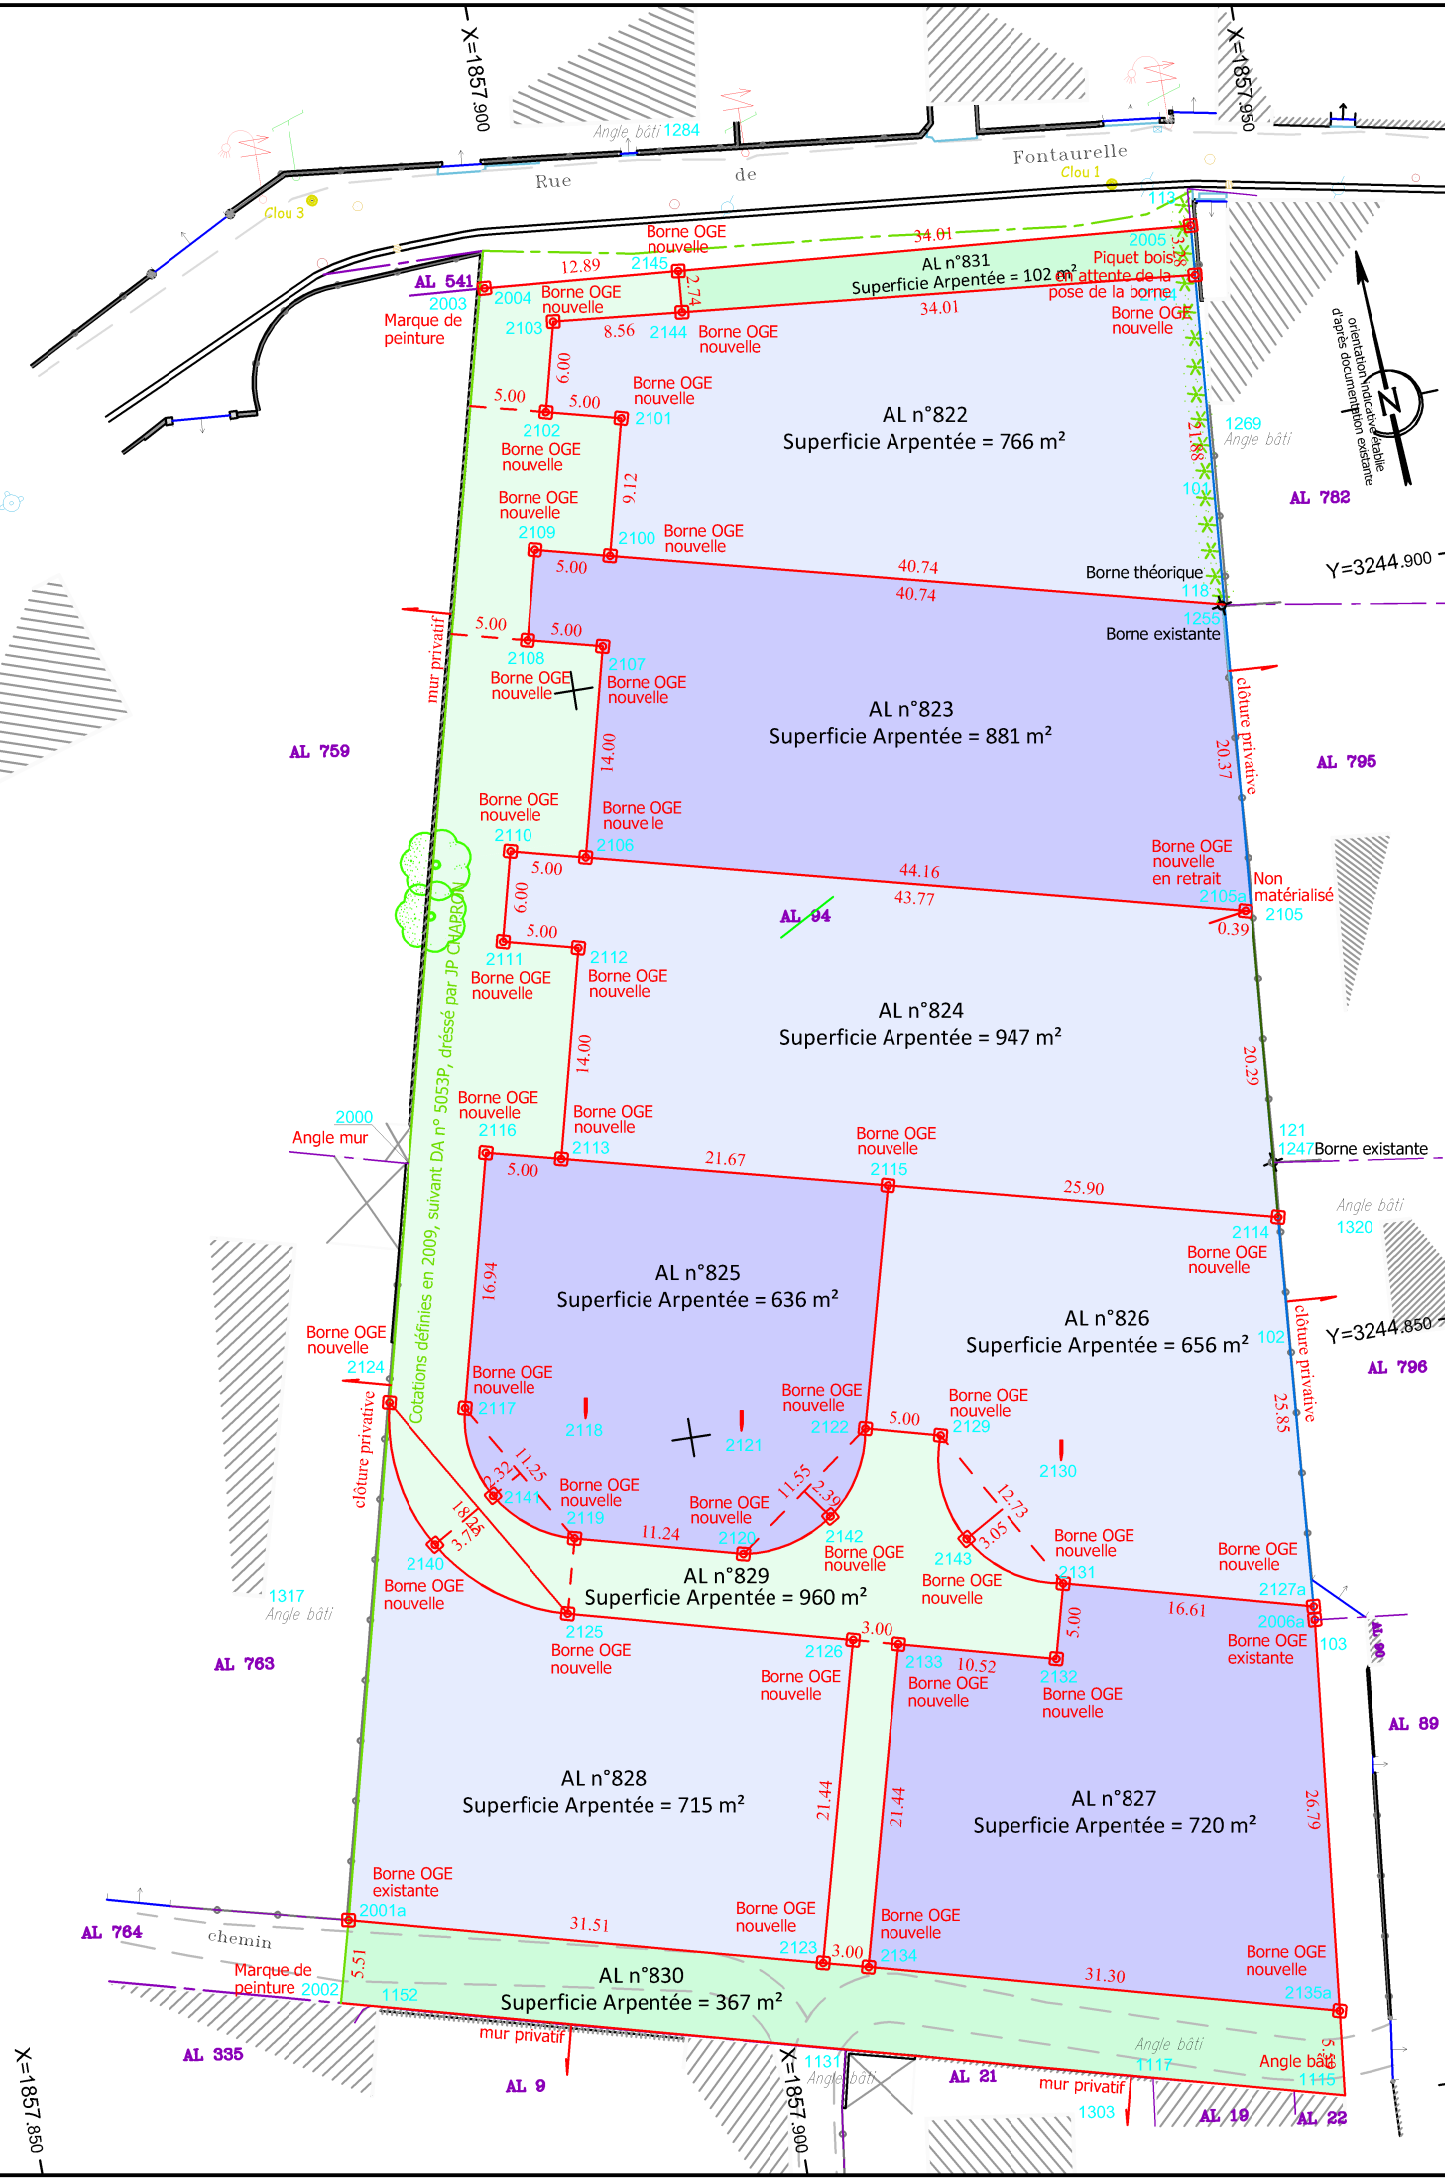 X=1857.900
X=1857.950
Angle bâti 1284
Rue de Fontaurelle
Clou 1
Clou 3
113
Borne OGE
nouvelle
2145
34.01
2005
3.28
AL n°831
Superficie Arpentée = 102 m²
Piquet bois
en attente de la
pose de la borne
Borne OGE
nouvelle
AL 541
2003
2004
12.89
2.74
Marque de
peinture
Borne OGE
nouvelle
2103
8.56
2144
Borne OGE
nouvelle
34.01
orientation indicative établie
d'après documentation existante
N
6.00
5.00
5.00
2102
Borne OGE
nouvelle
2101
Borne OGE
nouvelle
AL n°822
Superficie Arpentée = 766 m²
21.88
1269
Angle bâti
101
AL 782
9.12
Borne OGE
nouvelle
2109
2100
Borne OGE
nouvelle
5.00
40.74
40.74
Borne théorique
118
1255
Borne existante
Y=3244.900
mur privatif
5.00
5.00
2108
2107
Borne OGE
nouvelle
Borne OGE
nouvelle
AL n°823
Superficie Arpentée = 881 m²
clôture privative
20.37
AL 759
AL 795
14.00
Borne OGE
nouvelle
2110
Borne OGE
nouvelle
2106
5.00
44.16
43.77
Borne OGE
nouvelle
en retrait
2105a
Non
matérialisé
2105
0.39
6.00
5.00
2111
2112
Borne OGE
nouvelle
Borne OGE
nouvelle
AL 94
AL n°824
Superficie Arpentée = 947 m²
Cotations définies en 2009, suivant DA n° 5053P, dréssé par JP CHAPRON
14.00
20.29
2000
Angle mur
Borne OGE
nouvelle
2116
Borne OGE
nouvelle
2113
5.00
21.67
Borne OGE
nouvelle
2115
25.90
121
1247
Borne existante
2114
Borne OGE
nouvelle
Angle bâti
1320
16.94
AL n°825
Superficie Arpentée = 636 m²
AL n°826
Superficie Arpentée = 656 m²
102
clôture privative
Y=3244.850
AL 796
25.85
Borne OGE
nouvelle
2124
clôture privative
Borne OGE
nouvelle
2117
2118
2121
Borne OGE
nouvelle
2122
5.00
Borne OGE
nouvelle
2129
2130
11.25
2.32
2141
18.25
3.75
2140
Borne OGE
nouvelle
Borne OGE
nouvelle
2119
11.24
Borne OGE
nouvelle
2120
11.55
2.39
2142
Borne OGE
nouvelle
12.73
3.05
2143
Borne OGE
nouvelle
Borne OGE
nouvelle
2131
Borne OGE
nouvelle
2127a
16.61
2006a
Borne OGE
existante
103
AL 90
AL n°829
Superficie Arpentée = 960 m²
1317
Angle bâti
2125
Borne OGE
nouvelle
3.00
2126
Borne OGE
nouvelle
2133
Borne OGE
nouvelle
10.52
5.00
2132
Borne OGE
nouvelle
AL 763
AL 89
AL n°828
Superficie Arpentée = 715 m²
21.44
21.44
AL n°827
Superficie Arpentée = 720 m²
26.79
Borne OGE
existante
2001a
31.51
Borne OGE
nouvelle
2123
3.00
Borne OGE
nouvelle
2134
31.30
Borne OGE
nouvelle
2135a
AL 764
chemin
5.51
Marque de
peinture
2002
1152
AL n°830
Superficie Arpentée = 367 m²
mur privatif
1131
Angle bâti
Angle bâti
1117
Angle bâti
1115
AL 335
AL 9
AL 21
mur privatif
1303
AL 19
AL 22
X=1857.850
X=1857.900